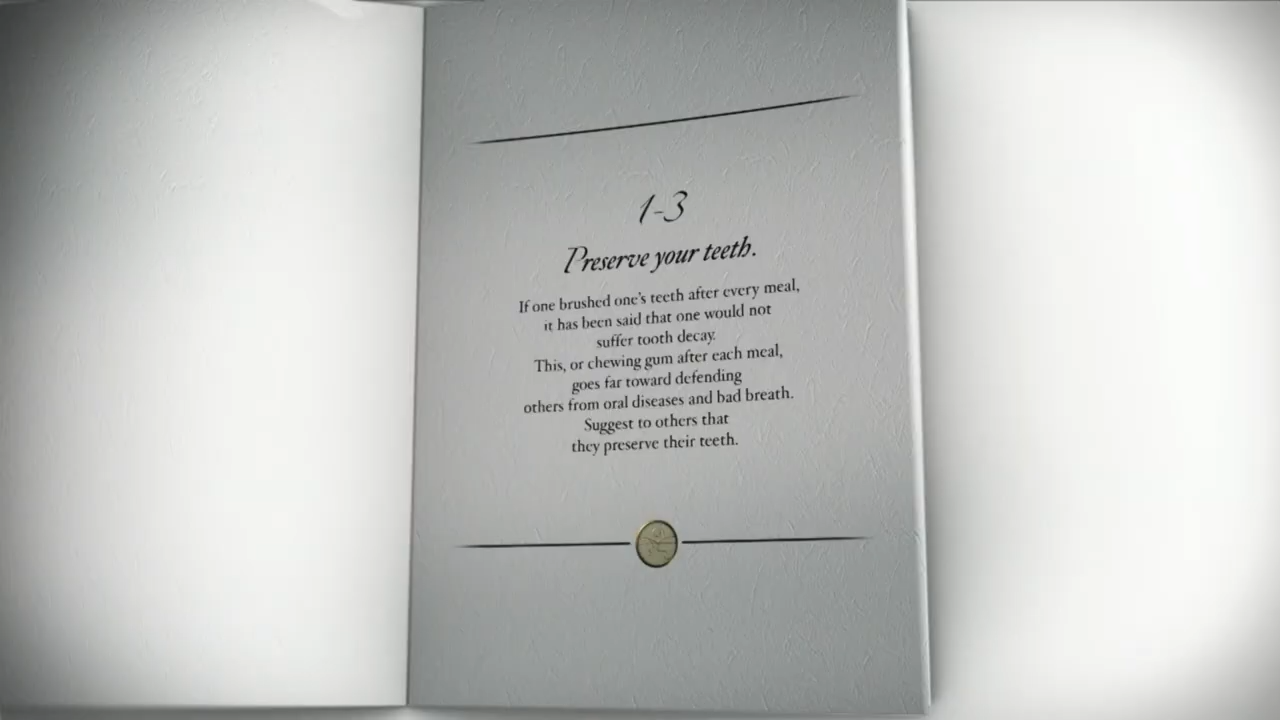 1-3
Preserve your teeth.
If one brushed one's teeth after every meal,
it has been said that one would not
suffer tooth decay.
This, or chewing gum after each meal,
goes far toward defending
others from oral diseases and bad breath.
Suggest to others that
they preserve their teeth.